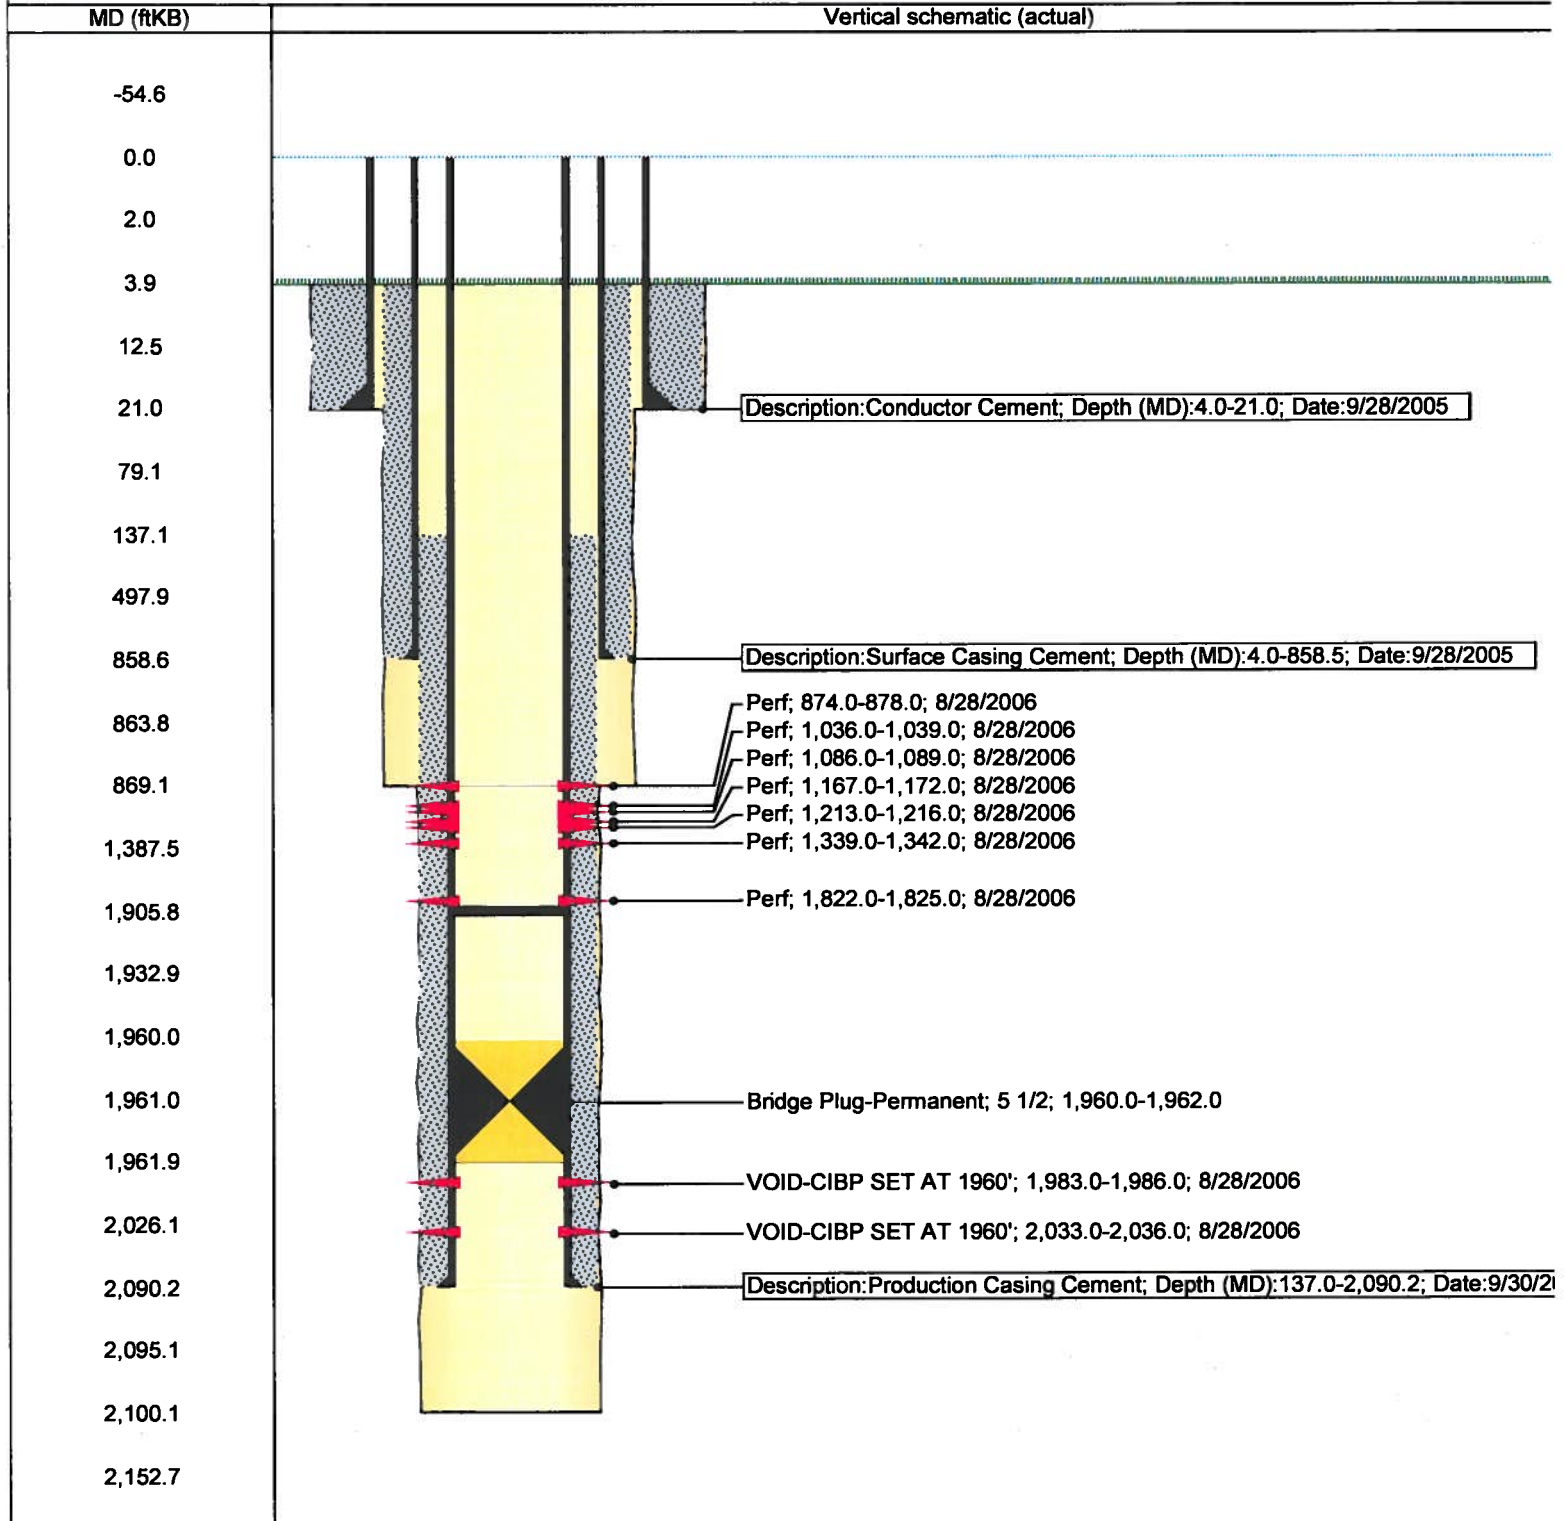 MD (ftKB)
Vertical schematic (actual)
-54.6
0.0
2.0
3.9
12.5
21.0
Description:Conductor Cement; Depth (MD):4.0-21.0; Date:9/28/2005
79.1
137.1
497.9
858.6
Description:Surface Casing Cement; Depth (MD):4.0-858.5; Date:9/28/2005
Perf; 874.0-878.0; 8/28/2006
863.8
Perf; 1,036.0-1,039.0; 8/28/2006
Perf; 1,086.0-1,089.0; 8/28/2006
869.1
Perf; 1,167.0-1,172.0; 8/28/2006
Perf; 1,213.0-1,216.0; 8/28/2006
Perf; 1,339.0-1,342.0; 8/28/2006
1,387.5
Perf; 1,822.0-1,825.0; 8/28/2006
1,905.8
1,932.9
1,960.0
1,961.0
Bridge Plug-Permanent; 5 1/2; 1,960.0-1,962.0
1,961.9
VOID-CIBP SET AT 1960'; 1,983.0-1,986.0; 8/28/2006
2,026.1
VOID-CIBP SET AT 1960'; 2,033.0-2,036.0; 8/28/2006
2,090.2
Description:Production Casing Cement; Depth (MD):137.0-2,090.2; Date:9/30/2
2,095.1
2,100.1
2,152.7